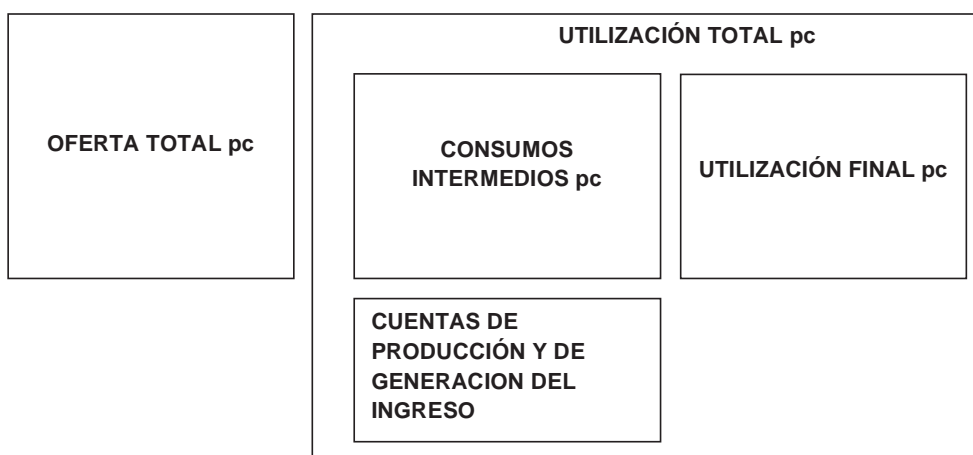 UTILIZACIÓN TOTAL pc
OFERTA TOTAL pc
CONSUMOS
INTERMEDIOS pc
UTILIZACIÓN FINAL pc
CUENTAS DE
PRODUCCIÓN Y DE
GENERACION DEL
INGRESO